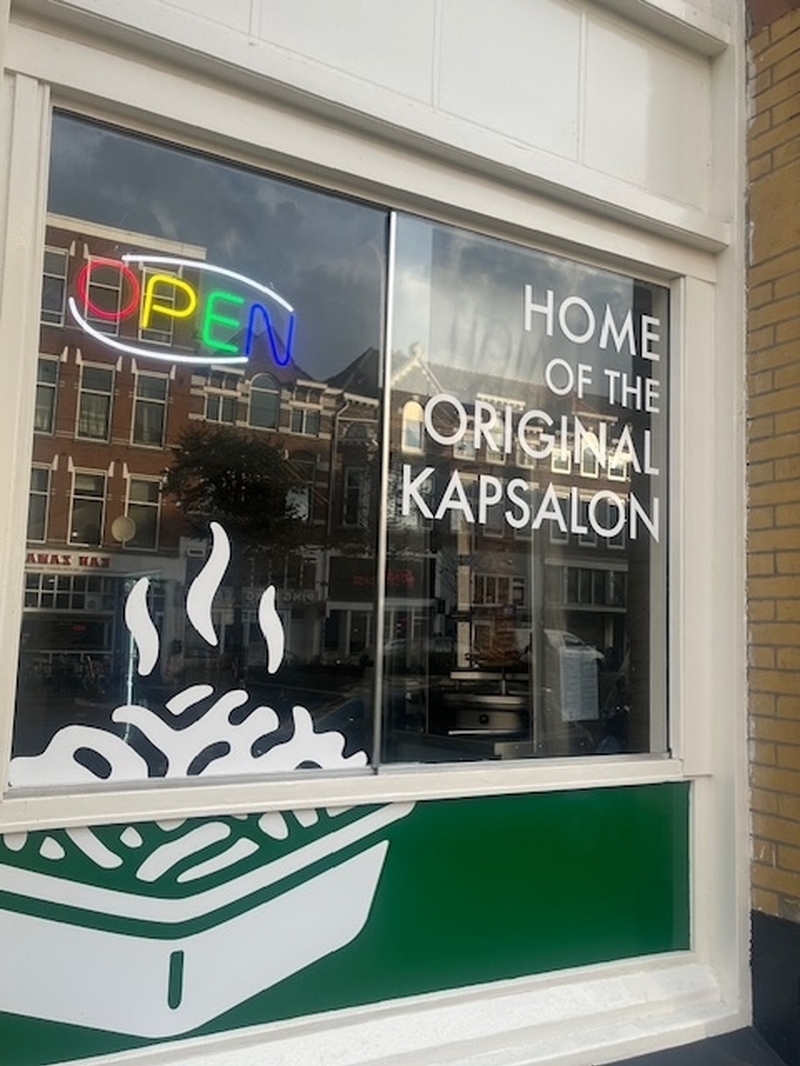 OPEN
HOME
OF THE
ORIGINAL
KAPSALON